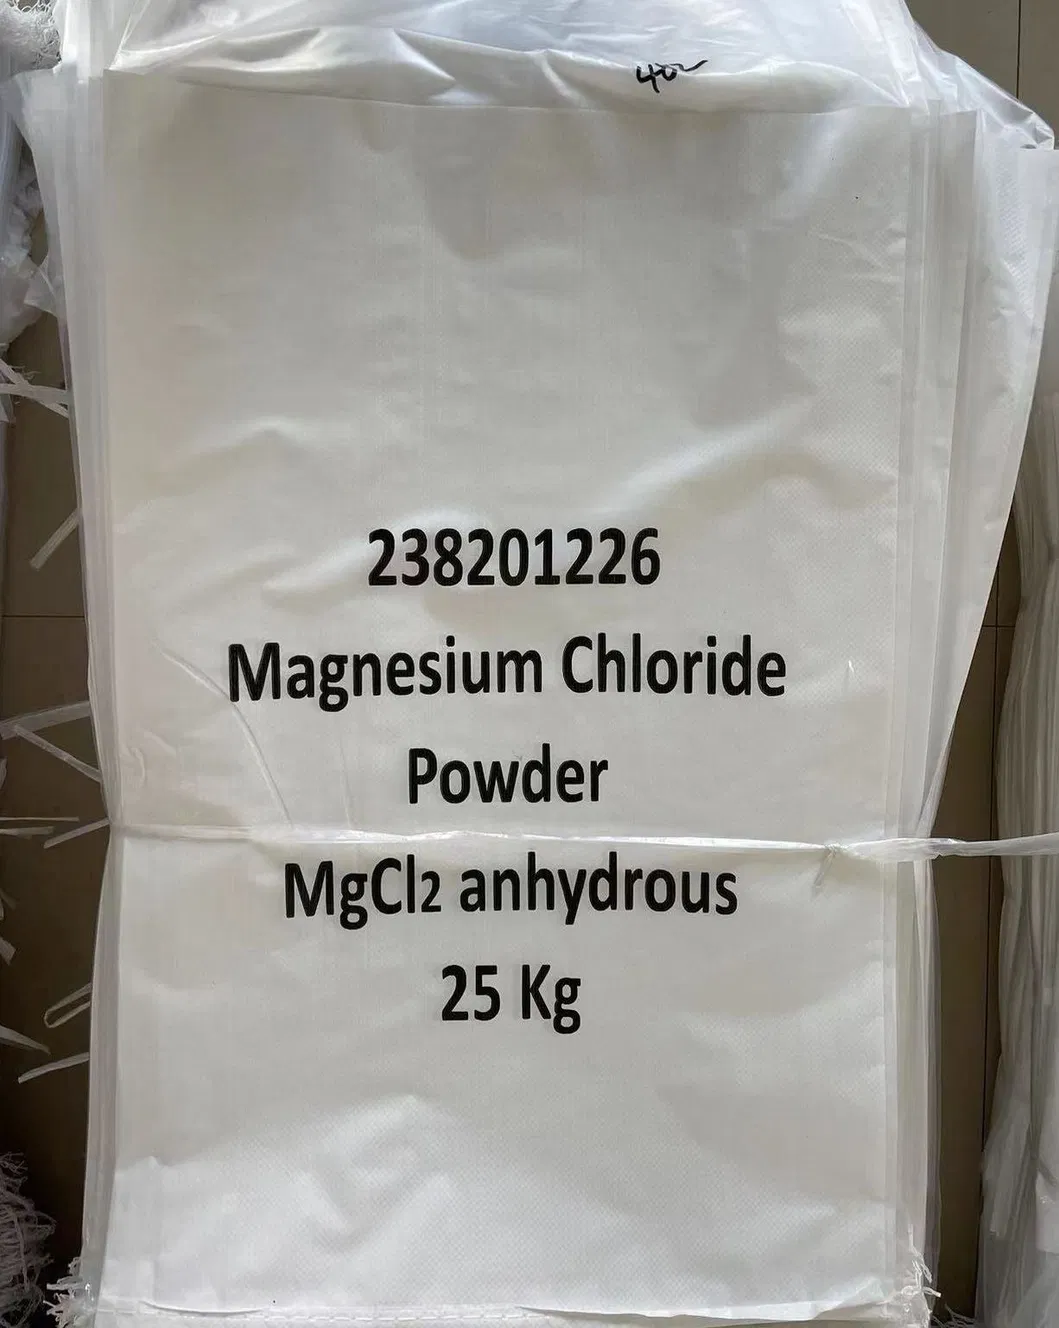 238201226
Magnesium Chloride
Powder
MgCl2 anhydrous
25 Kg